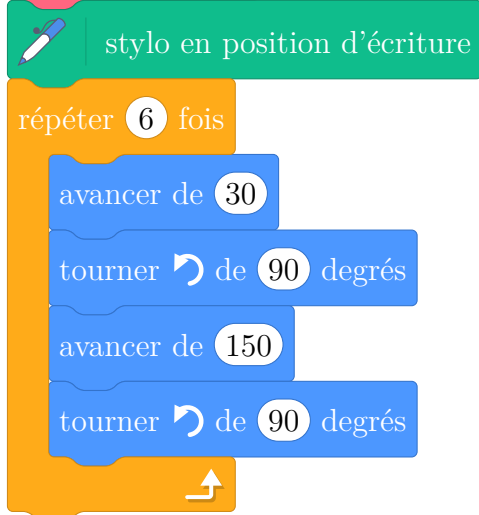 stylo en position d’écriture
répéter 6 fois
avancer de 30
tourner de 90 degrés
avancer de 150
tourner de 90 degrés